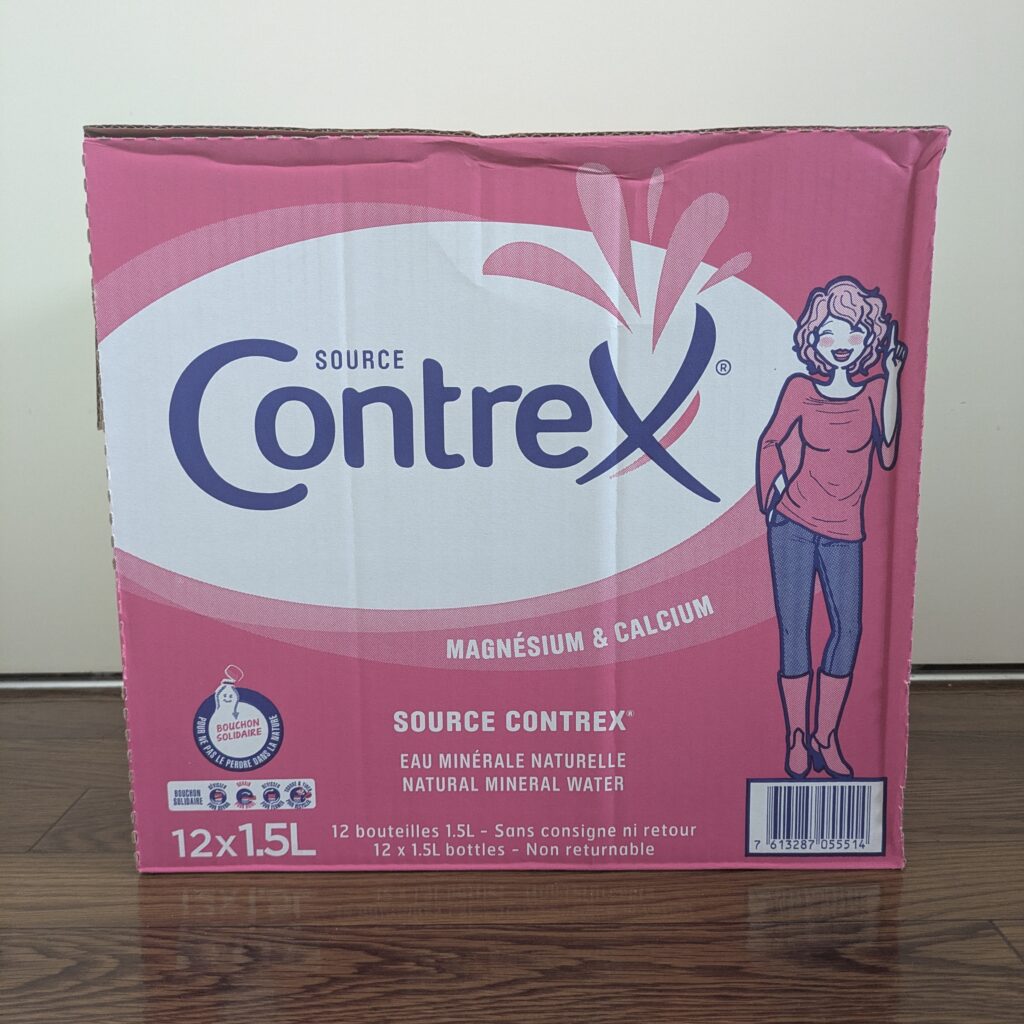 SOURCE
Contrex®
MAGNÉSIUM & CALCIUM
BOUCHON
SOLIDAIRE
POUR NE PAS LE PERDRE DANS LA NATURE
SOURCE CONTREX®
EAU MINÉRALE NATURELLE
NATURAL MINERAL WATER
BOUCHON
SOLIDAIRE
12x1.5L
12 bouteilles 1.5L - Sans consigne ni retour
12 x 1.5L bottles - Non returnable
7 613287 055514